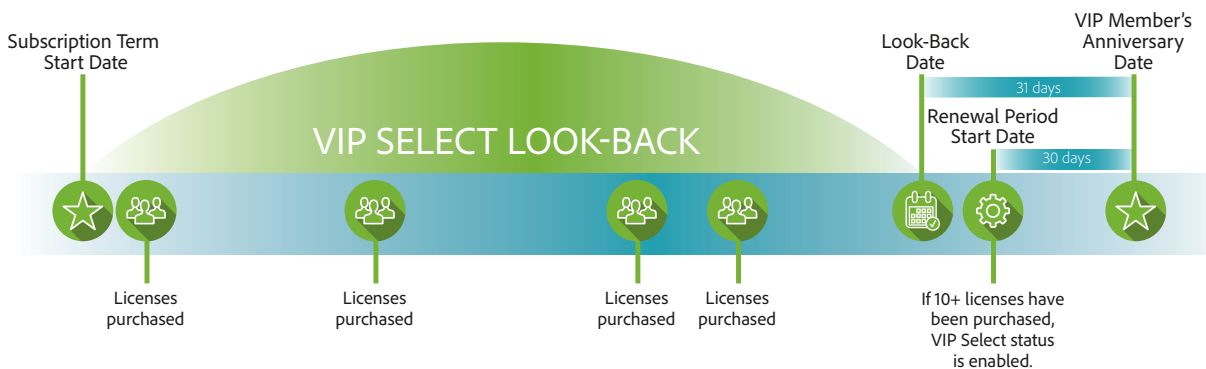 Subscription Term
Start Date
Look-Back
Date
VIP Member's
Anniversary
Date
31 days
Renewal Period
Start Date
30 days
VIP SELECT LOOK-BACK
Licenses
purchased
Licenses
purchased
Licenses
purchased
Licenses
purchased
If 10+ licenses have
been purchased,
VIP Select status
is enabled.